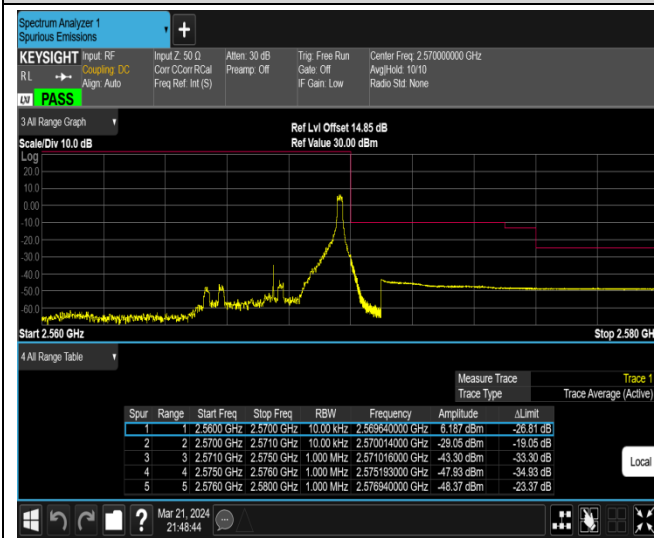 Spectrum Analyzer 1
Spurious Emissions
KEYSIGHT
R L
LXI
PASS
Input: RF
Coupling: DC
Align: Auto
Input Z: 50 Ω
Corr CCorr RCal
Freq Ref: Int (S)
Atten: 30 dB
Preamp: Off
Trig: Free Run
Gate: Off
IF Gain: Low
Center Freq: 2.570000000 GHz
Avg|Hold: 10/10
Radio Std: None
3 All Range Graph
Scale/Div 10.0 dB
Ref Lvl Offset 14.85 dB
Ref Value 30.00 dBm
Log
20.0
10.0
0.00
-10.0
-20.0
-30.0
-40.0
-50.0
-60.0
Start 2.560 GHz
Stop 2.580 GH
4 All Range Table
Measure Trace Trace 1
Trace Type Trace Average (Active)
Spur Range Start Freq Stop Freq RBW Frequency Amplitude ΔLimit
1 1 2.5600 GHz 2.5700 GHz 10.00 kHz 2.569640000 GHz 6.187 dBm -26.81 dB
2 2 2.5700 GHz 2.5710 GHz 10.00 kHz 2.570014000 GHz -29.05 dBm -19.05 dB
3 3 2.5710 GHz 2.5750 GHz 1.000 MHz 2.571016000 GHz -43.30 dBm -33.30 dB
4 4 2.5750 GHz 2.5760 GHz 1.000 MHz 2.575193000 GHz -47.93 dBm -34.93 dB
5 5 2.5760 GHz 2.5800 GHz 1.000 MHz 2.576940000 GHz -48.37 dBm -23.37 dB
Local
Mar 21, 2024
21:48:44